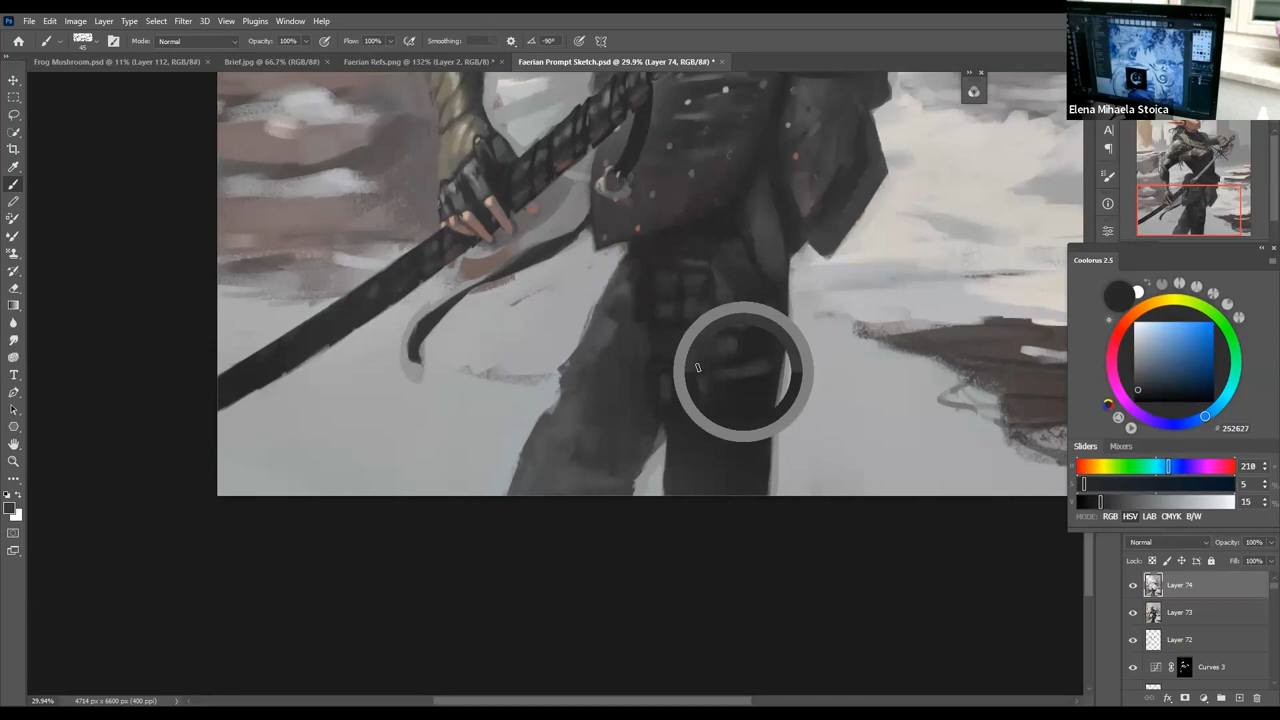 File Edit Image Layer Type Select Filter 3D View Plugins Window Help
45 Mode: Normal Opacity: 100% Flow: 100% Smoothing: -90°
Frog Mushroom.psd @ 11% (Layer 112, RGB/8#) × Brief.jpg @ 66.7% (RGB/8#) × Faerian Refs.png @ 132% (Layer 2, RGB/8*) * × Faerian Prompt Sketch.psd @ 29.9% (Layer 74, RGB/8#) * ×
Elena Mihaela Stoica
Coolorus 2.5
# 252627
Sliders Mixers
H 210 °
S 5 %
V 15 %
MODE: RGB HSV LAB CMYK B/W
Normal Opacity: 100%
Lock: Fill: 100%
Layer 74
Layer 73
Layer 72
Curves 3
29.94% 4714 px x 6600 px (400 ppi)